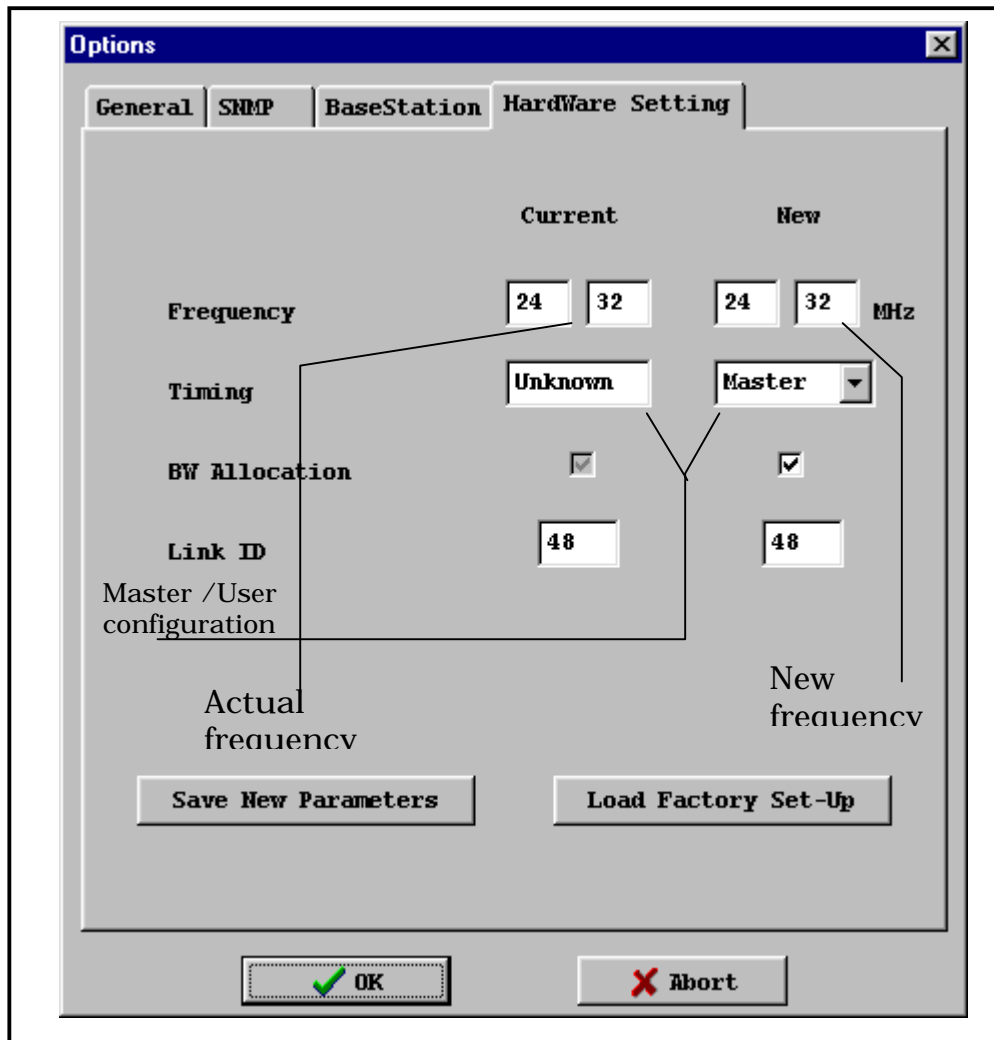 Options
General SNMP BaseStation HardWare Setting
Current New
Frequency 24 32 24 32 MHz
Timing Unknown Master
BW Allocation
Link ID 48 48
Master /User
configuration
Actual
frequency
New
frequency
Save New Parameters Load Factory Set-Up
OK Abort